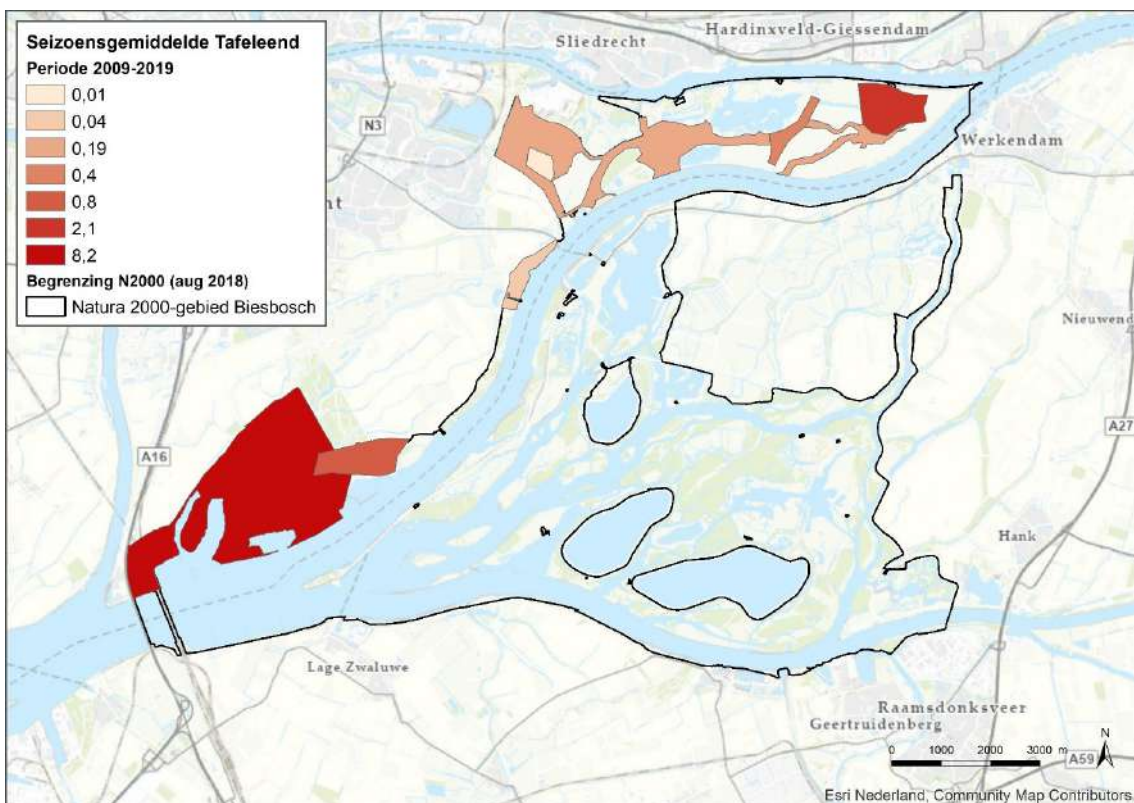 Seizoensgemiddelde Tafeleend
Periode 2009-2019
0,01
0,04
0,19
0,4
0,8
2,1
8,2
Begrenzing N2000 (aug 2018)
Natura 2000-gebied Biesbosch
Hardinxveld-Giessendam
Sliedrecht
N3
Werkendam
ht
Nieuwend
A27
A16
Hank
Lage Zwaluwe
Raamsdonksveer
Geertruidenberg
N
0 1000 2000 3000 m
A59
Esri Nederland, Community Map Contributors